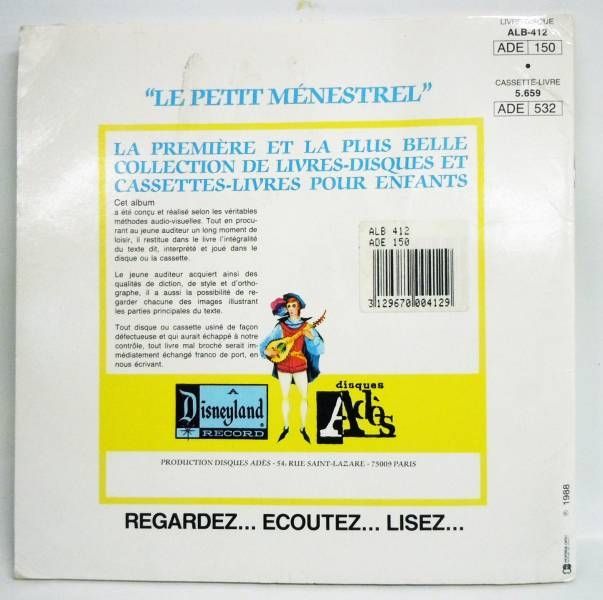 LIVRE-DISQUE
ALB-412
ADE 150
•
CASSETTE-LIVRE
5.659
ADE 532
"LE PETIT MÉNESTREL"
LA PREMIÈRE ET LA PLUS BELLE
COLLECTION DE LIVRES-DISQUES ET
CASSETTES-LIVRES POUR ENFANTS
Cet album
a été conçu et réalisé selon les véritables
méthodes audio-visuelles. Tout en procu-
rant au jeune auditeur un long moment de
loisir, il restitue dans le livre l'intégralité
du texte dit, interprété et joué dans le
disque ou la cassette.
Le jeune auditeur acquiert ainsi des
qualités de diction, de style et d'ortho-
graphe, il a aussi la possibilité de re-
garder chacune des images illustrant
les parties principales du texte.
Tout disque ou cassette usiné de façon
défectueuse et qui aurait échappé à notre
contrôle, tout livre mal broché serait im-
médiatement échangé franco de port, en
nous écrivant.
ALB 412
ADE 150
3129670004129
Disneyland
RECORD
disques
Adès
PRODUCTION DISQUES ADÈS - 54, RUE SAINT-LAZARE - 75009 PARIS
REGARDEZ... ECOUTEZ... LISEZ...
℗ 1988